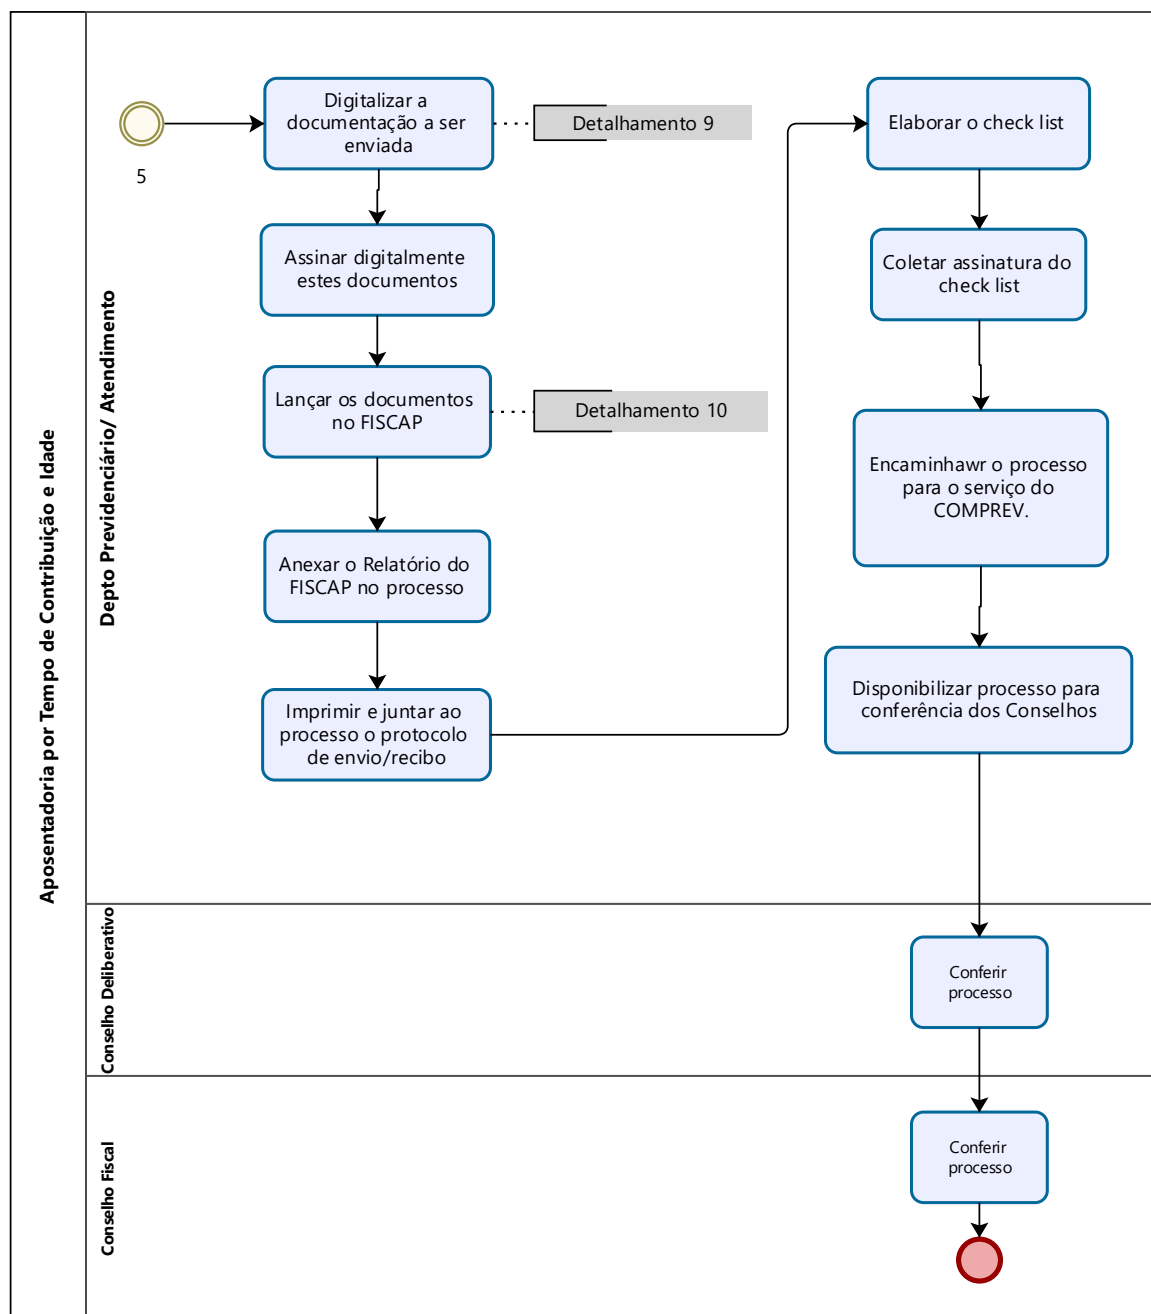 Aposentadoria por Tempo de Contribuição e Idade
Depto Previdenciário/ Atendimento
5
Digitalizar a
documentação a ser
enviada
Detalhamento 9
Assinar digitalmente
estes documentos
Lançar os documentos
no FISCAP
Detalhamento 10
Anexar o Relatório do
FISCAP no processo
Imprimir e juntar ao
processo o protocolo
de envio/recibo
Elaborar o check list
Coletar assinatura do
check list
Encaminhawr o processo
para o serviço do
COMPREV.
Disponibilizar processo para
conferência dos Conselhos
Conselho Deliberativo
Conferir
processo
Conselho Fiscal
Conferir
processo